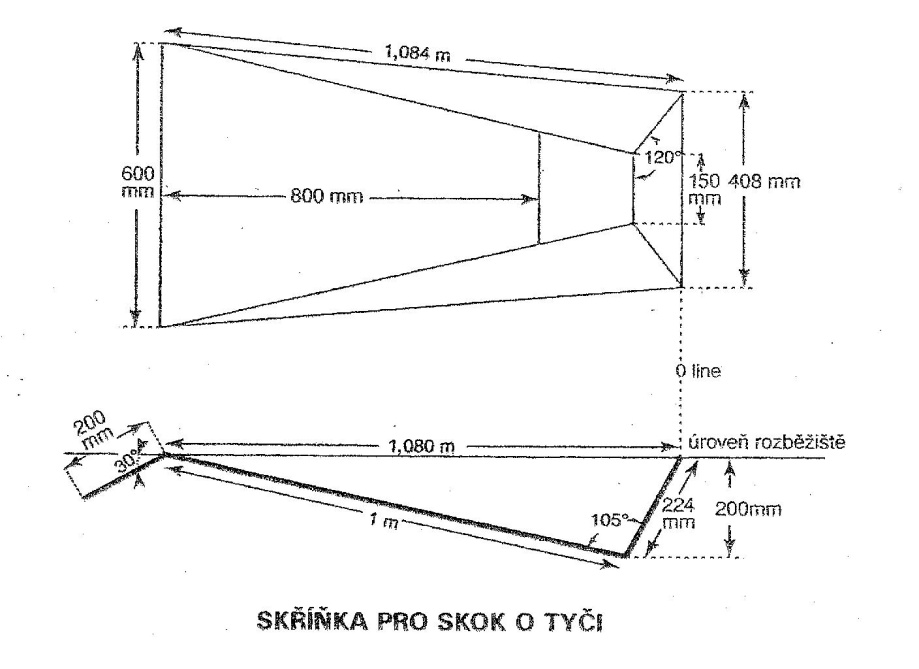 1,084 m
600
mm
800 mm
120°
150
mm
408 mm
0 line
200
mm
30°
1,080 m
úroveň rozběžiště
1 m
105°
224
mm
200mm
SKŘÍŇKA PRO SKOK O TYČI